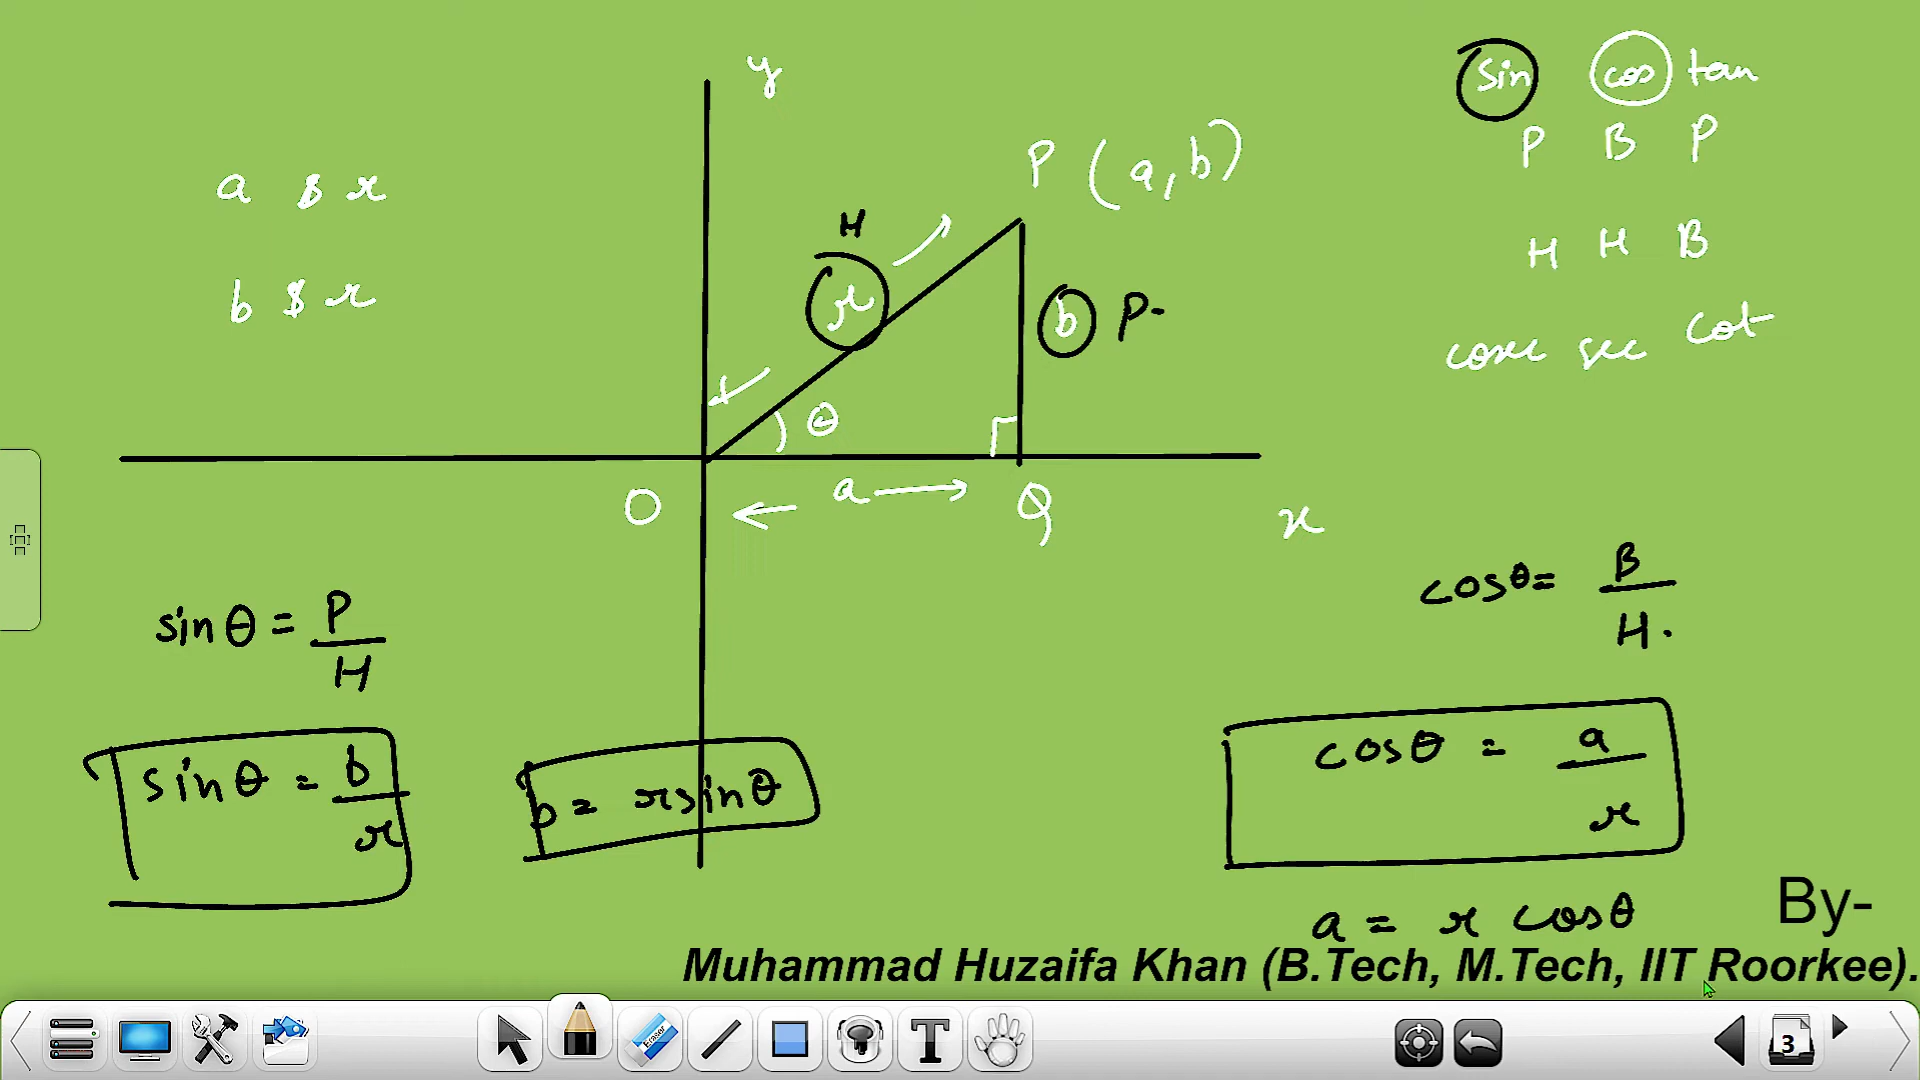 y
sin cos tan
P B P
P (a, b)
a & r
H
H H B
b & r
r
b P-
cosec sec cot
θ
O a Q x
cosθ = B/H.
sinθ = P/H
sinθ = b/r
b = r sinθ
cosθ = a/r
a = r cosθ
By-
Muhammad Huzaifa Khan (B.Tech, M.Tech, IIT Roorkee).
Eraser
T
3